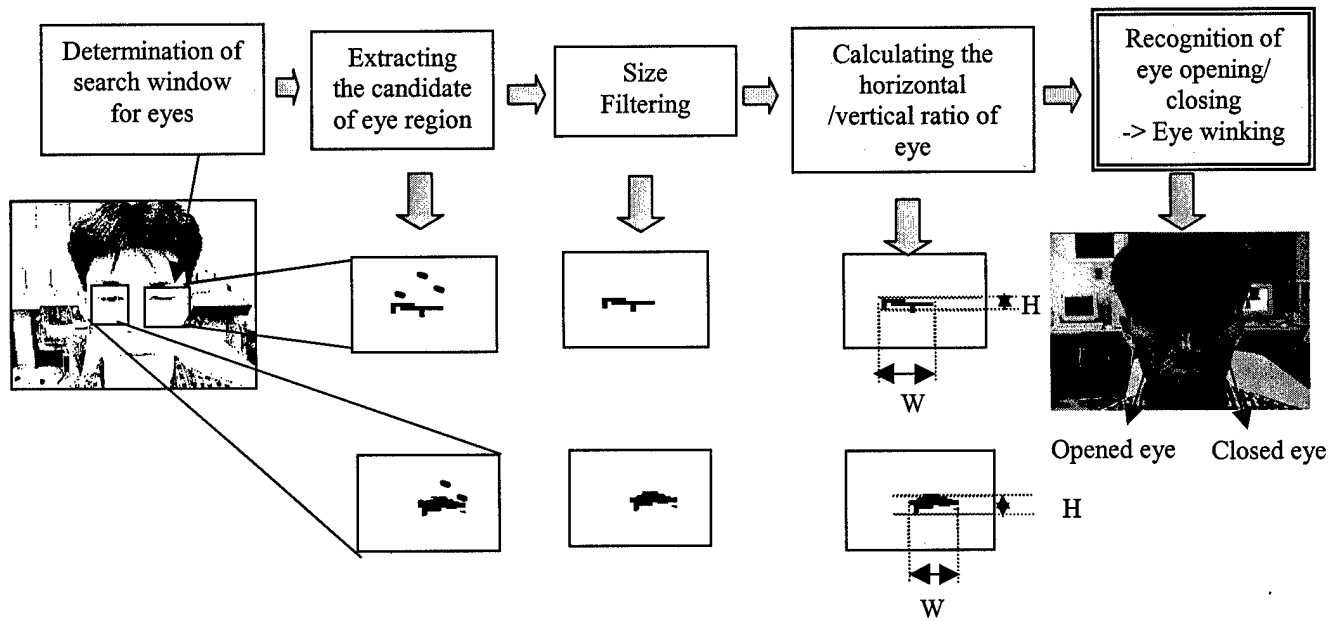 Determination of
search window
for eyes
Extracting
the candidate
of eye region
Size
Filtering
Calculating the
horizontal
/vertical ratio of
eye
Recognition of
eye opening/
closing
-> Eye winking
H
W
Opened eye
Closed eye
H
W